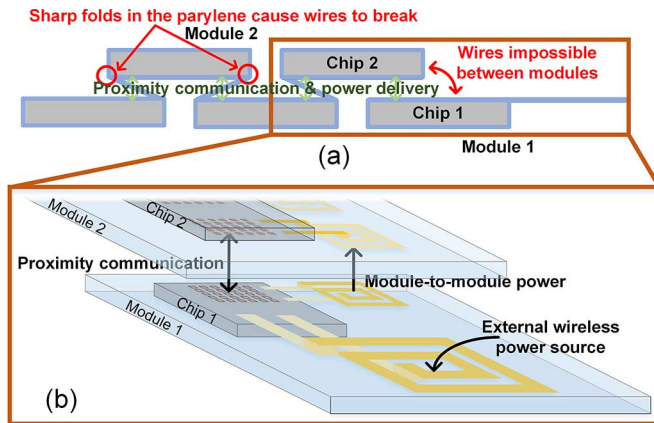 Sharp folds in the parylene cause wires to break
Module 2
Chip 2
Wires impossible
between modules
Proximity communication & power delivery
Chip 1
(a)
Module 1
Chip 2
Module 2
Proximity communication
Module-to-module power
Chip 1
Module 1
External wireless
power source
(b)